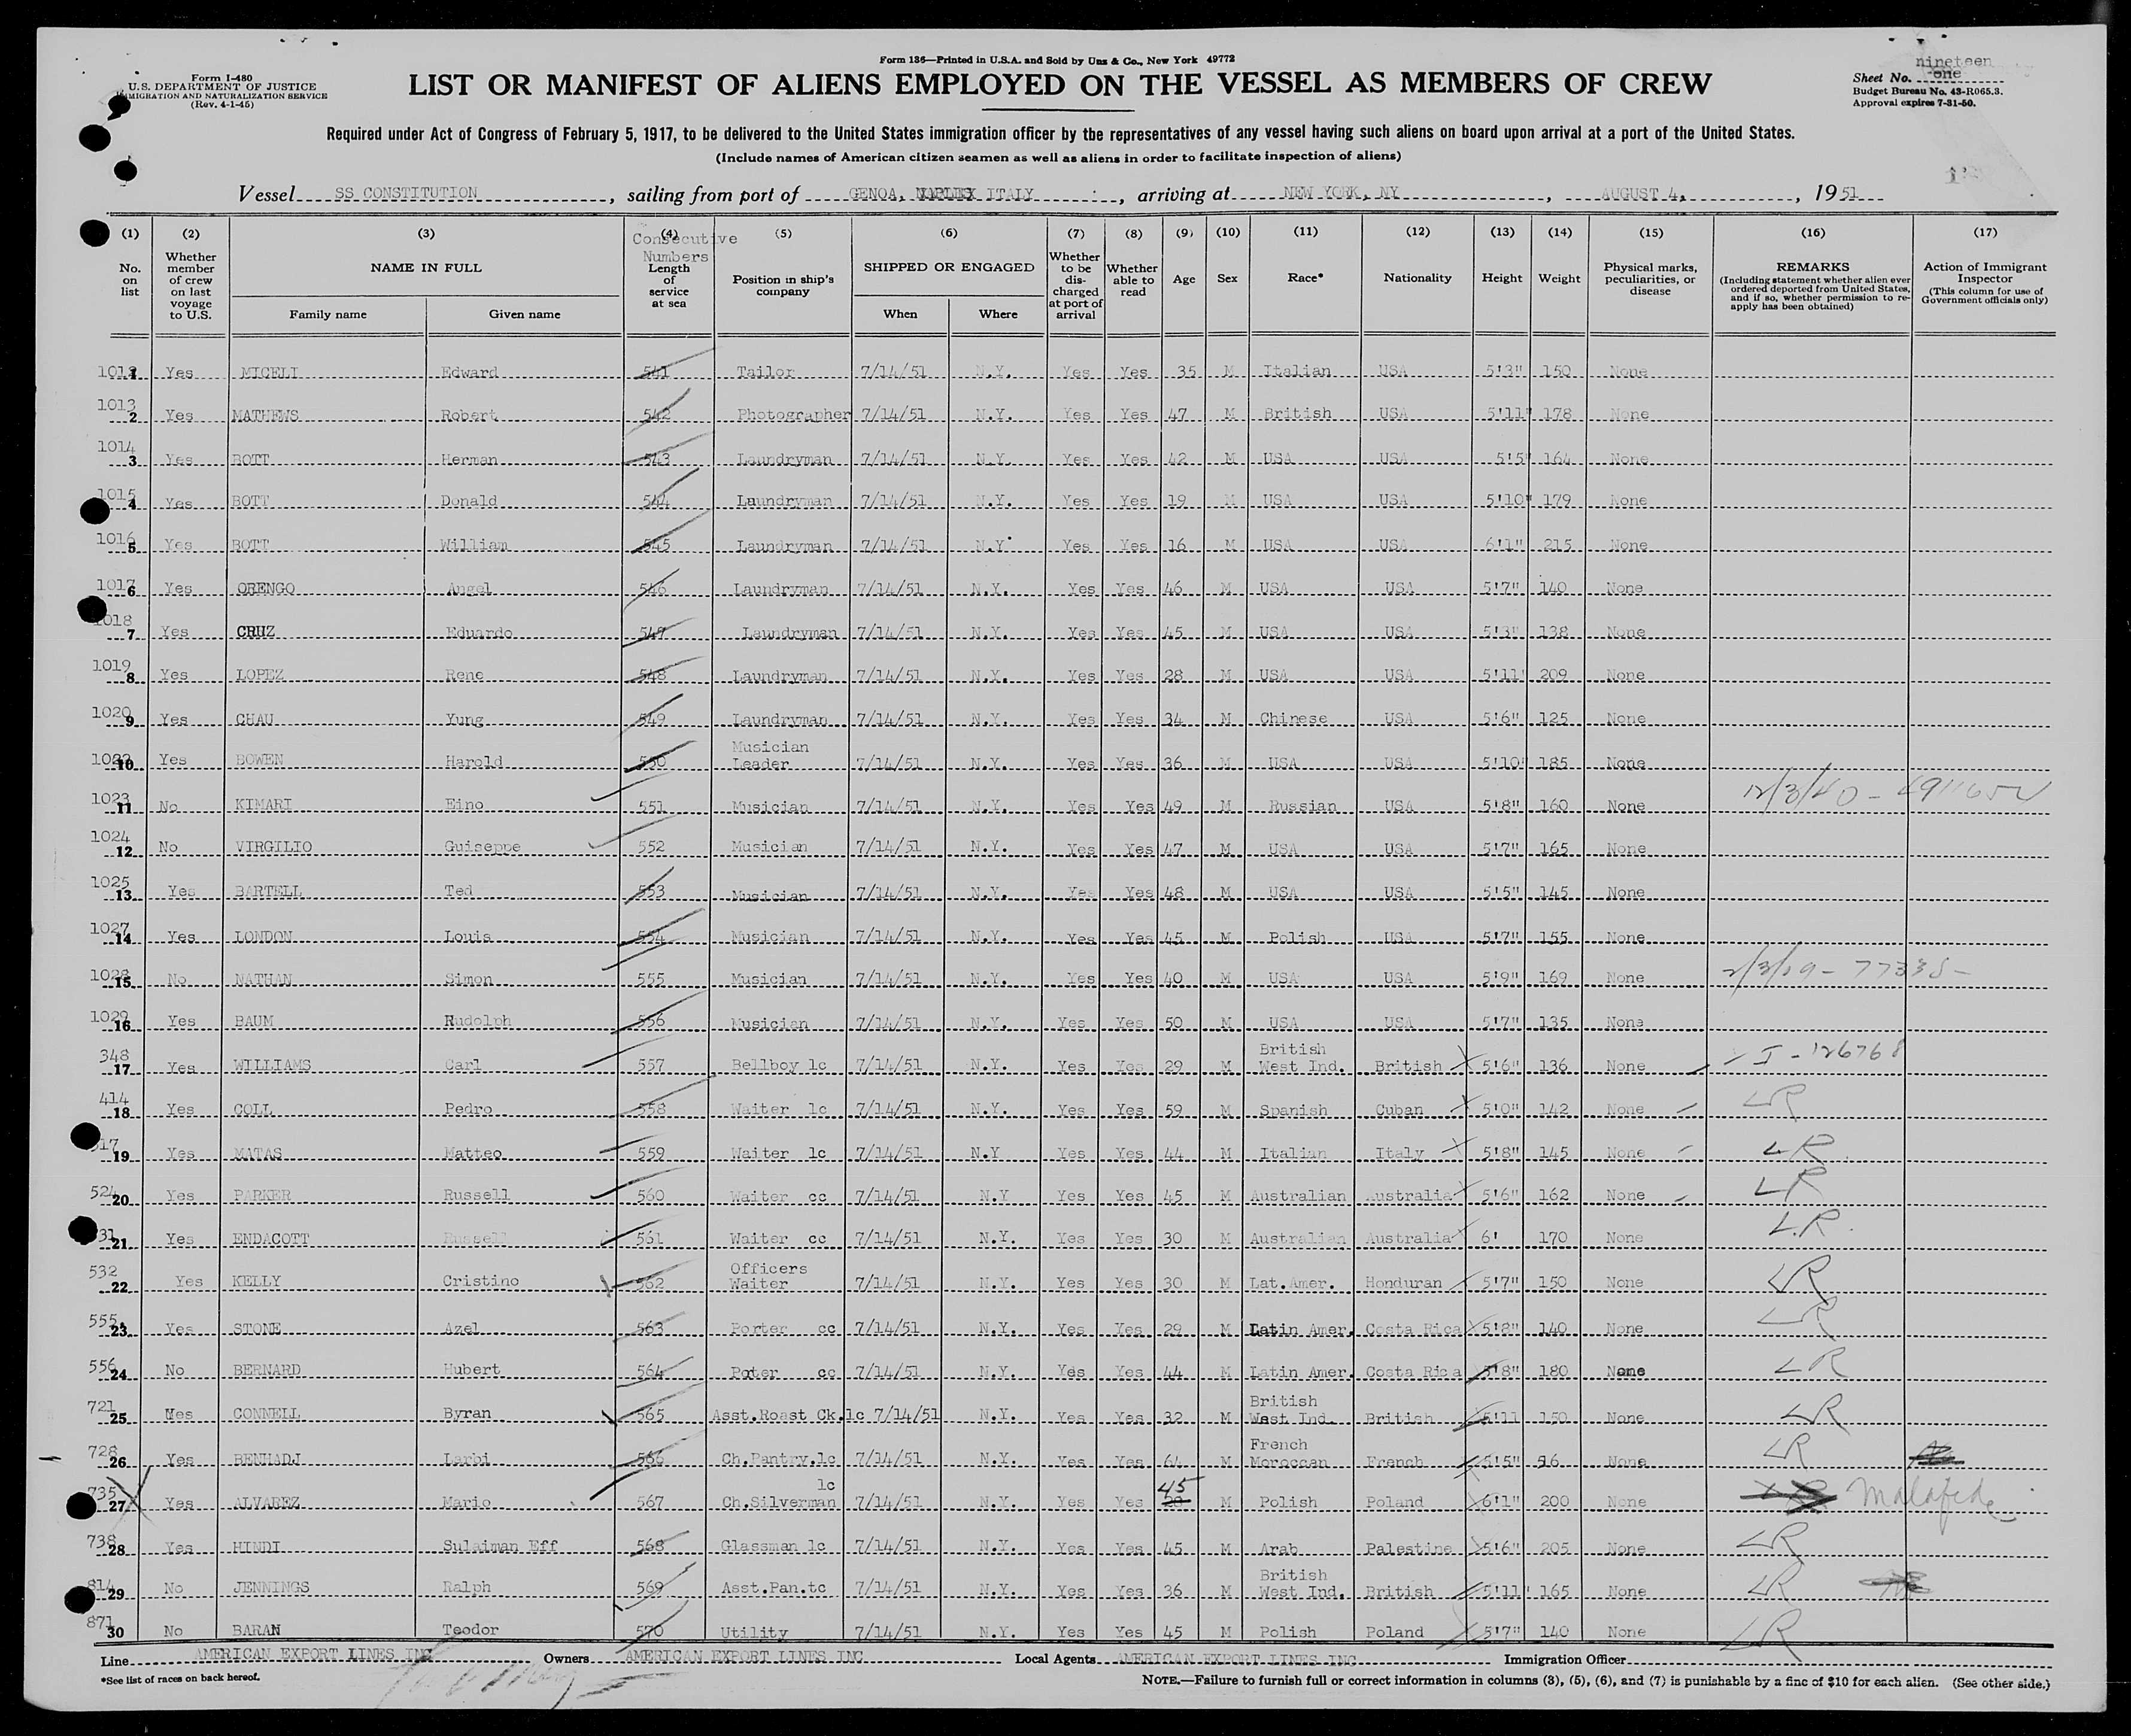 Form 136—Printed in U.S.A. and Sold by Unz & Co., New York 49772
Form I-480
U.S. DEPARTMENT OF JUSTICE
IMMIGRATION AND NATURALIZATION SERVICE
(Rev. 4-1-45)
LIST OR MANIFEST OF ALIENS EMPLOYED ON THE VESSEL AS MEMBERS OF CREW
nineteen
Sheet No. one
Budget Bureau No. 43-R065.3.
Approval expires 7-31-50.
Required under Act of Congress of February 5, 1917, to be delivered to the United States immigration officer by the representatives of any vessel having such aliens on board upon arrival at a port of the United States.
(Include names of American citizen seamen as well as aliens in order to facilitate inspection of aliens)
Vessel SS CONSTITUTION, sailing from port of GENOA, ITALY, arriving at NEW YORK, NY, AUGUST 4, 1951
(1) (2) (3) (4) (5) (6) (7) (8) (9) (10) (11) (12) (13) (14) (15) (16) (17)
No. on list
Whether member of crew on last voyage to U.S.
NAME IN FULL
Family name Given name
Consecutive Numbers
Length of service at sea
Position in ship's company
SHIPPED OR ENGAGED
When Where
Whether to be discharged at port of arrival
Whether able to read
Age
Sex
Race*
Nationality
Height
Weight
Physical marks, peculiarities, or disease
REMARKS
(Including statement whether alien ever ordered deported from United States, and if so, whether permission to reapply has been obtained)
Action of Immigrant Inspector
(This column for use of Government officials only)
1012 1 Yes MICELI Edward 541 Tailor 7/14/51 N.Y. Yes Yes 35 M Italian USA 5'3" 150 None
1013 2 Yes MATHEWS Robert 542 Photographer 7/14/51 N.Y. Yes Yes 47 M British USA 5'11" 178 None
1014 3 Yes BOTT Herman 543 Laundryman 7/14/51 N.Y. Yes Yes 42 M USA USA 5'5" 164 None
1015 4 Yes BOTT Donald 544 Laundryman 7/14/51 N.Y. Yes Yes 19 M USA USA 5'10" 179 None
1016 5 Yes BOTT William 545 Laundryman 7/14/51 N.Y. Yes Yes 16 M USA USA 6'1" 215 None
1017 6 Yes ORENGO Angel 546 Laundryman 7/14/51 N.Y. Yes Yes 46 M USA USA 5'7" 140 None
1018 7 Yes CRUZ Eduardo 547 Laundryman 7/14/51 N.Y. Yes Yes 45 M USA USA 5'3" 138 None
1019 8 Yes LOPEZ Rene 548 Laundryman 7/14/51 N.Y. Yes Yes 28 M USA USA 5'11" 209 None
1020 9 Yes CHAU Yung 549 Laundryman 7/14/51 N.Y. Yes Yes 34 M Chinese USA 5'6" 125 None
10 Yes BOWEN Harold 550 Musician Leader 7/14/51 N.Y. Yes Yes 36 M USA USA 5'10" 185 None
1023 11 No KIMARI Eino 551 Musician 7/14/51 N.Y. Yes Yes 49 M Russian USA 5'8" 160 None 12/3/40 -
1024 12 No VIRGILIO Guiseppe 552 Musician 7/14/51 N.Y. Yes Yes 47 M USA USA 5'7" 165 None
1025 13 Yes BARTELL Ted 553 Musician 7/14/51 N.Y. Yes Yes 48 M USA USA 5'5" 145 None
1027 14 Yes LONDON Louis 554 Musician 7/14/51 N.Y. Yes Yes 45 M Polish USA 5'7" 155 None
1028 15 No NATHAN Simon 555 Musician 7/14/51 N.Y. Yes Yes 40 M USA USA 5'9" 169 None
1029 16 Yes BAUM Rudolph 556 Musician 7/14/51 N.Y. Yes Yes 50 M USA USA 5'7" 135 None
348 17 Yes WILLIAMS Carl 557 Bellboy lc 7/14/51 N.Y. Yes Yes 29 M British West Ind. British 5'6" 136 None I-126768
414 18 Yes COLL Pedro 558 Waiter lc 7/14/51 N.Y. Yes Yes 59 M Spanish Cuban 5'0" 142 None LR
17 19 Yes MATAS Matteo 559 Waiter lc 7/14/51 N.Y Yes Yes 44 M Italian Italy 5'8" 145 None LR
524 20 Yes PARKER Russell 560 Waiter cc 7/14/51 N.Y Yes Yes 45 M Australian Australia 5'6" 162 None LR
31 21 Yes ENDACOTT Russell 561 Waiter cc 7/14/51 N.Y. Yes Yes 30 M Australian Australia 6' 170 None L.R.
532 22 Yes KELLY Cristino 562 Officers Waiter 7/14/51 N.Y. Yes Yes 30 M Lat.Amer. Honduran 5'7" 150 None LR
555 23 Yes STONE Azel 563 Porter cc 7/14/51 N.Y. Yes Yes 29 M Latin Amer. Costa Rica 5'8" 140 None LR
556 24 No BERNARD Hubert 564 Poter cc 7/14/51 N.Y. Yes Yes 44 M Latin Amer. Costa Rica 5'8" 180 None LR
721 25 Yes CONNELL Byran 565 Asst.Roast Ck.lc 7/14/51 N.Y. Yes Yes 32 M British West Ind. British 5'11 150 None LR
728 26 Yes BENHADJ Larbi 566 Ch.Pantry.lc 7/14/51 N.Y. Yes Yes 64 M French Moroccan French 5'5" 96 None LR
735 27 Yes ALVAREZ Mario 567 Ch.Silverman lc 7/14/51 N.Y. Yes Yes 45 M Polish Poland 6'1" 200 None Malafide
738 28 Yes HINDI Sulaiman Eff 568 Glassman lc 7/14/51 N.Y. Yes Yes 45 M Arab Palestine 5'6" 205 None LR
814 29 No JENNINGS Ralph 569 Asst.Pan.tc 7/14/51 N.Y. Yes Yes 36 M British West Ind. British 5'11" 165 None LR
871 30 No BARAN Teodor 570 Utility 7/14/51 N.Y. Yes Yes 45 M Polish Poland 5'7" 140 None LR
Line AMERICAN EXPORT LINES INC Owners AMERICAN EXPORT LINES INC Local Agents AMERICAN EXPORT LINES INC Immigration Officer
*See list of races on back hereof.
NOTE.—Failure to furnish full or correct information in columns (3), (5), (6), and (7) is punishable by a fine of $10 for each alien. (See other side.)